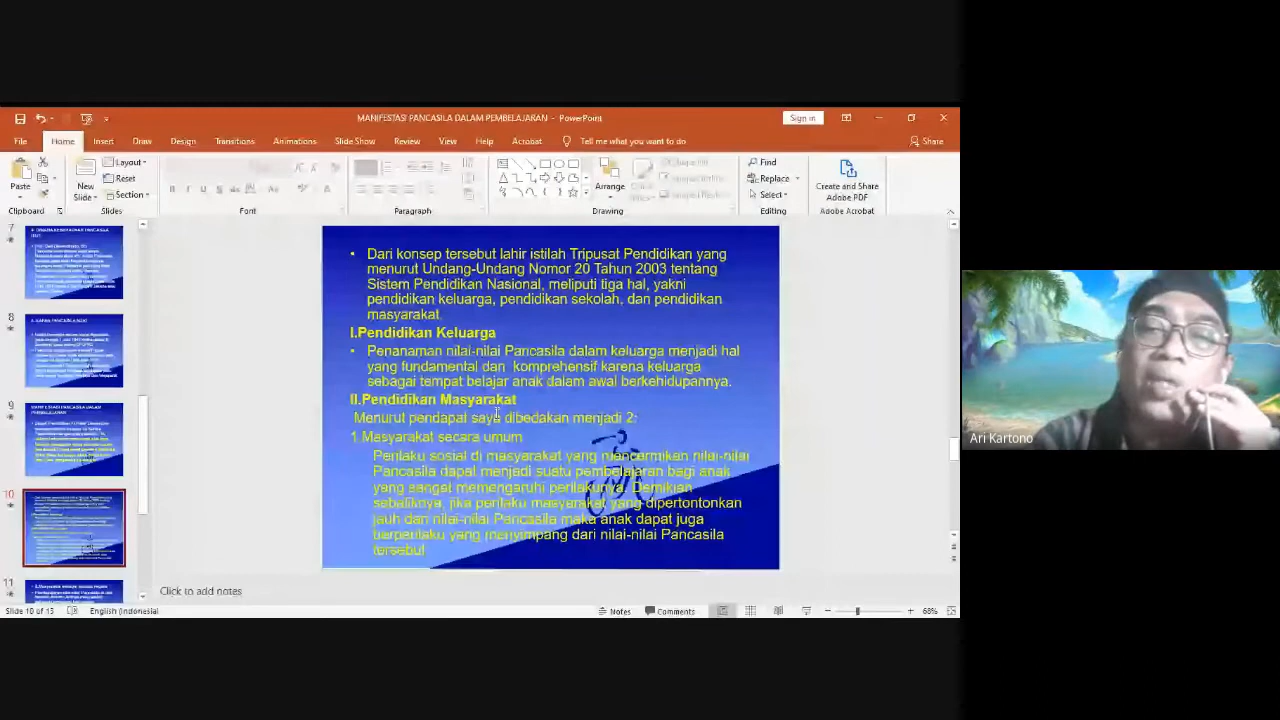 MANIFESTASI PANCASILA DALAM PEMBELAJARAN - PowerPoint
Sign in
File Home Insert Draw Design Transitions Animations Slide Show Review View Help Acrobat Tell me what you want to do Share
Paste
New Slide
Layout
Reset
Section
Arrange
Find
Replace
Select
Create and Share Adobe PDF
Clipboard Slides Font Paragraph Drawing Editing Adobe Acrobat
7
8
9
10
11
• Dari konsep tersebut lahir istilah Tripusat Pendidikan yang
menurut Undang-Undang Nomor 20 Tahun 2003 tentang
Sistem Pendidikan Nasional, meliputi tiga hal, yakni
pendidikan keluarga, pendidikan sekolah, dan pendidikan
masyarakat.
I.Pendidikan Keluarga
• Penanaman nilai-nilai Pancasila dalam keluarga menjadi hal
yang fundamental dan komprehensif karena keluarga
sebagai tempat belajar anak dalam awal berkehidupannya.
II.Pendidikan Masyarakat
Menurut pendapat saya dibedakan menjadi 2:
1.Masyarakat secara umum
Perilaku sosial di masyarakat yang mencermikan nilai-nilai
Pancasila dapat menjadi suatu pembelajaran bagi anak
yang sangat memengaruhi perilakunya. Demikian
sebaliknya, jika perilaku masyarakat yang dipertontonkan
jauh dari nilai-nilai Pancasila maka anak dapat juga
berperilaku yang menyimpang dari nilai-nilai Pancasila
tersebut
Click to add notes
Slide 10 of 13 English (Indonesia) Notes Comments 68%
Ari Kartono